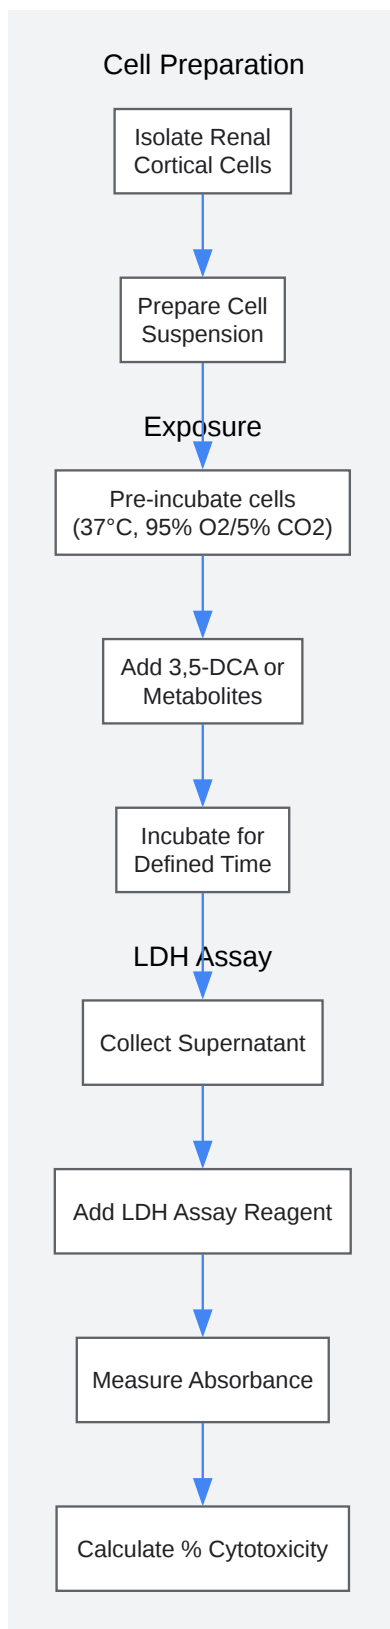 Cell Preparation
Isolate Renal
Cortical Cells
Prepare Cell
Suspension
Exposure
Pre-incubate cells
(37°C, 95% O2/5% CO2)
Add 3,5-DCA or
Metabolites
Incubate for
Defined Time
LDH Assay
Collect Supernatant
Add LDH Assay Reagent
Measure Absorbance
Calculate % Cytotoxicity